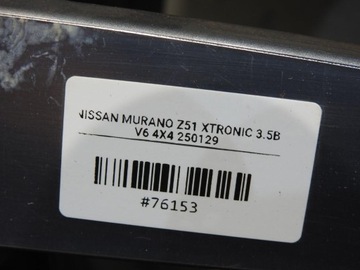 NISSAN MURANO Z51 XTRONIC 3.5B
V6 4X4 250129
#76153